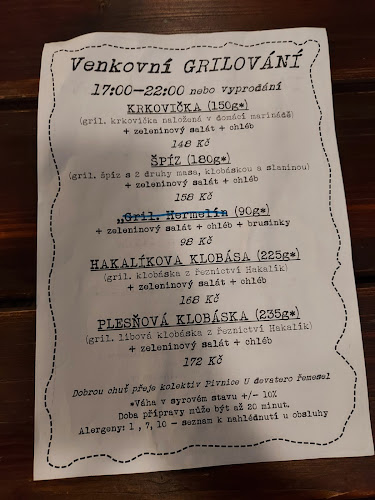 Venkovní GRILOVÁNÍ
17:00—22:00 nebo vyprodání
KRKOVIČKA (150g*)
(gril. krkovička naložená v domácí marinádě)
+ zeleninový salát + chléb
148 Kč
ŠPÍZ (180g*)
(gril. špíz s 2 druhy masa, klobáskou a slaninou)
+ zeleninový salát + chléb
158 Kč
„Gril. Hermelín (90g*)
+ zeleninový salát + chléb + brusinky
98 Kč
HAKALÍKOVA KLOBÁSA (225g*)
(gril. klobáska z Řeznictví Hakalík)
+ zeleninový salát + chléb
168 Kč
PLESŇOVÁ KLOBÁSKA (235g*)
(gril. libová klobáska z Řeznictví Hakalík)
+ zeleninový salát + chléb
172 Kč
Dobrou chuť přeje kolektiv Pivnice U devatero řemesel
*Váha v syrovém stavu +/- 10%
Doba přípravy může být až 20 minut.
Alergeny: 1 , 7, 10 – seznam k nahlédnutí u obsluhy